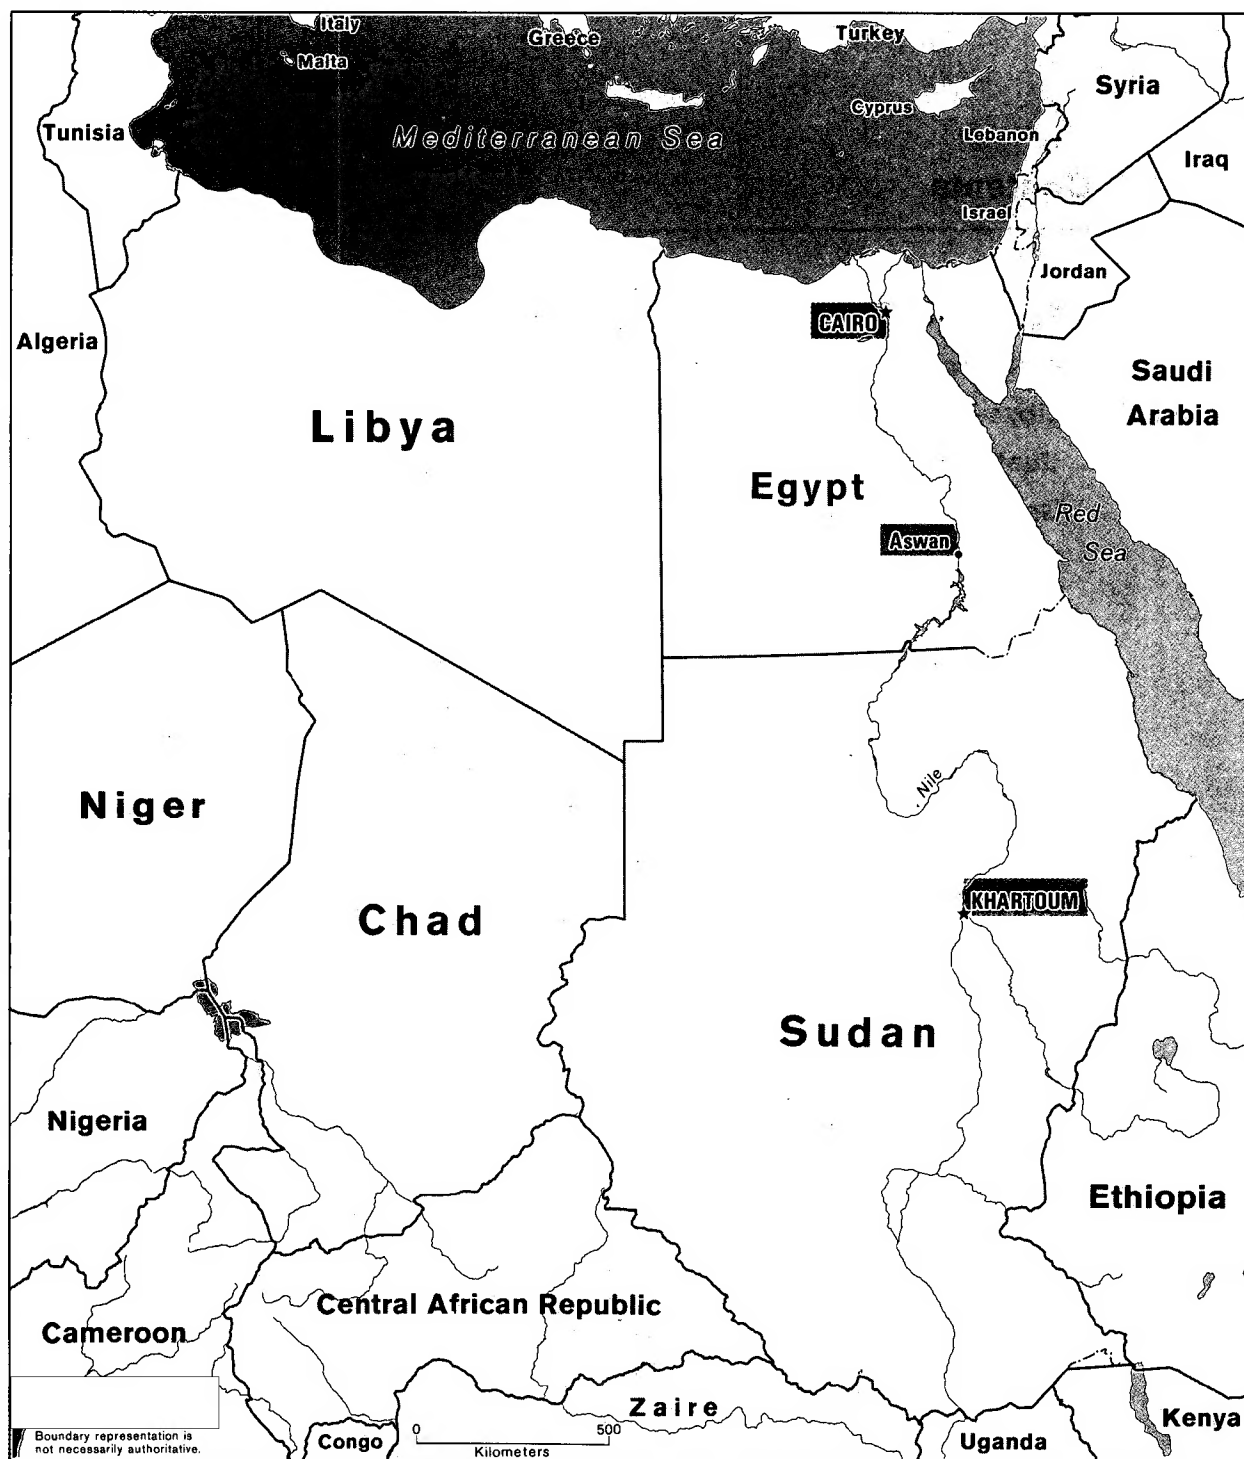 Italy
Greece
Turkey
Malta
Syria
Cyprus
Tunisia
Mediterranean Sea
Lebanon
Iraq
Israel
Jordan
CAIRO
Algeria
Saudi
Arabia
Libya
Egypt
Red
Sea
Aswan
Nile
Niger
KHARTOUM
Chad
Sudan
Nigeria
Ethiopia
Central African Republic
Cameroon
Zaire
Kenya
0 500
Kilometers
Congo
Uganda
Boundary representation is
not necessarily authoritative.